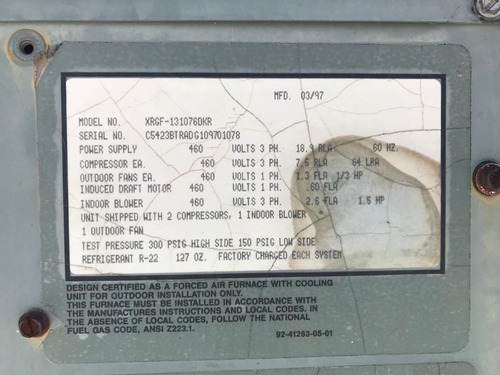 MFD. 03/97
MODEL NO. XRGF-131076DKR
SERIAL NO. C5423BTRADG109701078
POWER SUPPLY 460 VOLTS 3 PH. 18.9 RLA 60 HZ.
COMPRESSOR EA. 460 VOLTS 3 PH. 7.6 RLA 64 LRA
OUTDOOR FANS EA. 460 VOLTS 1 PH. 1.3 FLA 1/3 HP
INDUCED DRAFT MOTOR 460 VOLTS 1 PH. .60 FLA
INDOOR BLOWER 460 VOLTS 3 PH. 2.6 FLA 1.5 HP
UNIT SHIPPED WITH 2 COMPRESSORS, 1 INDOOR BLOWER
1 OUTDOOR FAN
TEST PRESSURE 300 PSIG HIGH SIDE 150 PSIG LOW SIDE
REFRIGERANT R-22 127 OZ. FACTORY CHARGED EACH SYSTEM
DESIGN CERTIFIED AS A FORCED AIR FURNACE WITH COOLING
UNIT FOR OUTDOOR INSTALLATION ONLY.
THIS FURNACE MUST BE INSTALLED IN ACCORDANCE WITH
THE MANUFACTURES INSTRUCTIONS AND LOCAL CODES. IN
THE ABSENCE OF LOCAL CODES, FOLLOW THE NATIONAL
FUEL GAS CODE, ANSI Z223.1.
92-41263-05-01